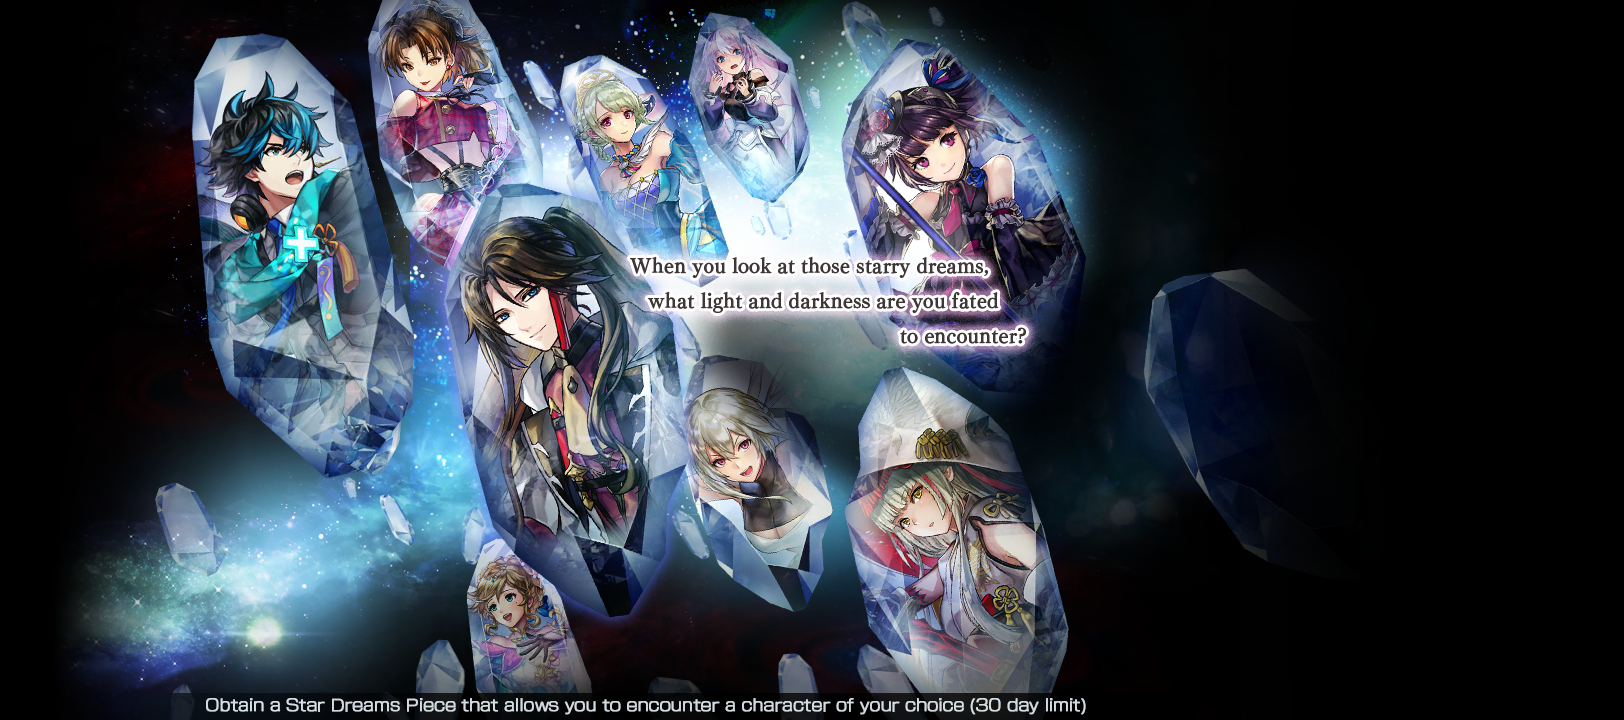 When you look at those starry dreams,
what light and darkness are you fated
to encounter?
Obtain a Star Dreams Piece that allows you to encounter a character of your choice (30 day limit)